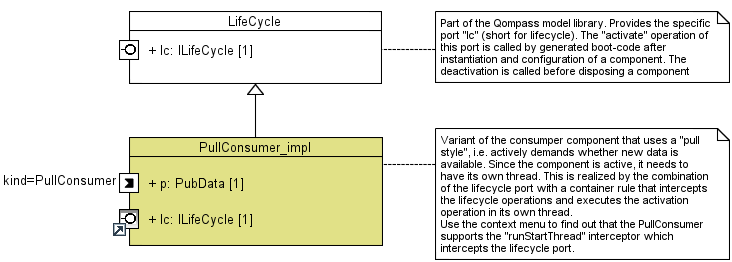 LifeCycle
+ lc: ILifeCycle [1]
Part of the Qompass model library. Provides the specific
port "lc" (short for lifecycle). The "activate" operation of
this port is called by generated boot-code after
instantiation and configuration of a component. The
deactivation is called before disposing a component
PullConsumer_impl
kind=PullConsumer
+ p: PubData [1]
+ lc: ILifeCycle [1]
Variant of the consumper component that uses a "pull
style", i.e. actively demands whether new data is
available. Since the component is active, it needs to
have its own thread. This is realized by the combination
of the lifecycle port with a container rule that intercepts
the lifecycle operations and executes the activation
operation in its own thread.
Use the context menu to find out that the PullConsumer
supports the "runStartThread" interceptor which
intercepts the lifecycle port.